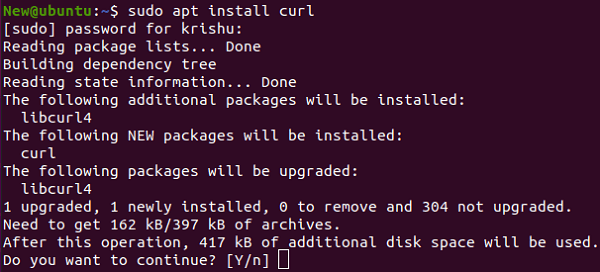 New@ubuntu:~$ sudo apt install curl
[sudo] password for krishu:
Reading package lists... Done
Building dependency tree
Reading state information... Done
The following additional packages will be installed:
  libcurl4
The following NEW packages will be installed:
  curl
The following packages will be upgraded:
  libcurl4
1 upgraded, 1 newly installed, 0 to remove and 304 not upgraded.
Need to get 162 kB/397 kB of archives.
After this operation, 417 kB of additional disk space will be used.
Do you want to continue? [Y/n]